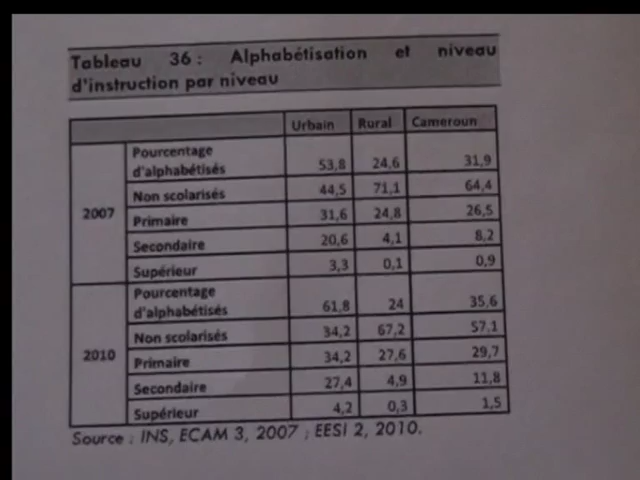 Tableau 36 : Alphabétisation et niveau
d'instruction par niveau
Urbain Rural Cameroun
2007
Pourcentage
d'alphabétisés 53,8 24,6 31,9
Non scolarisés 44,5 71,1 64,4
Primaire 31,6 24,8 26,5
Secondaire 20,6 4,1 8,2
Supérieur 3,3 0,1 0,9
2010
Pourcentage
d'alphabétisés 61,8 24 35,6
Non scolarisés 34,2 67,2 57,1
Primaire 34,2 27,6 29,7
Secondaire 27,4 4,9 11,8
Supérieur 4,2 0,3 1,5
Source : INS, ECAM 3, 2007 ; EESI 2, 2010.